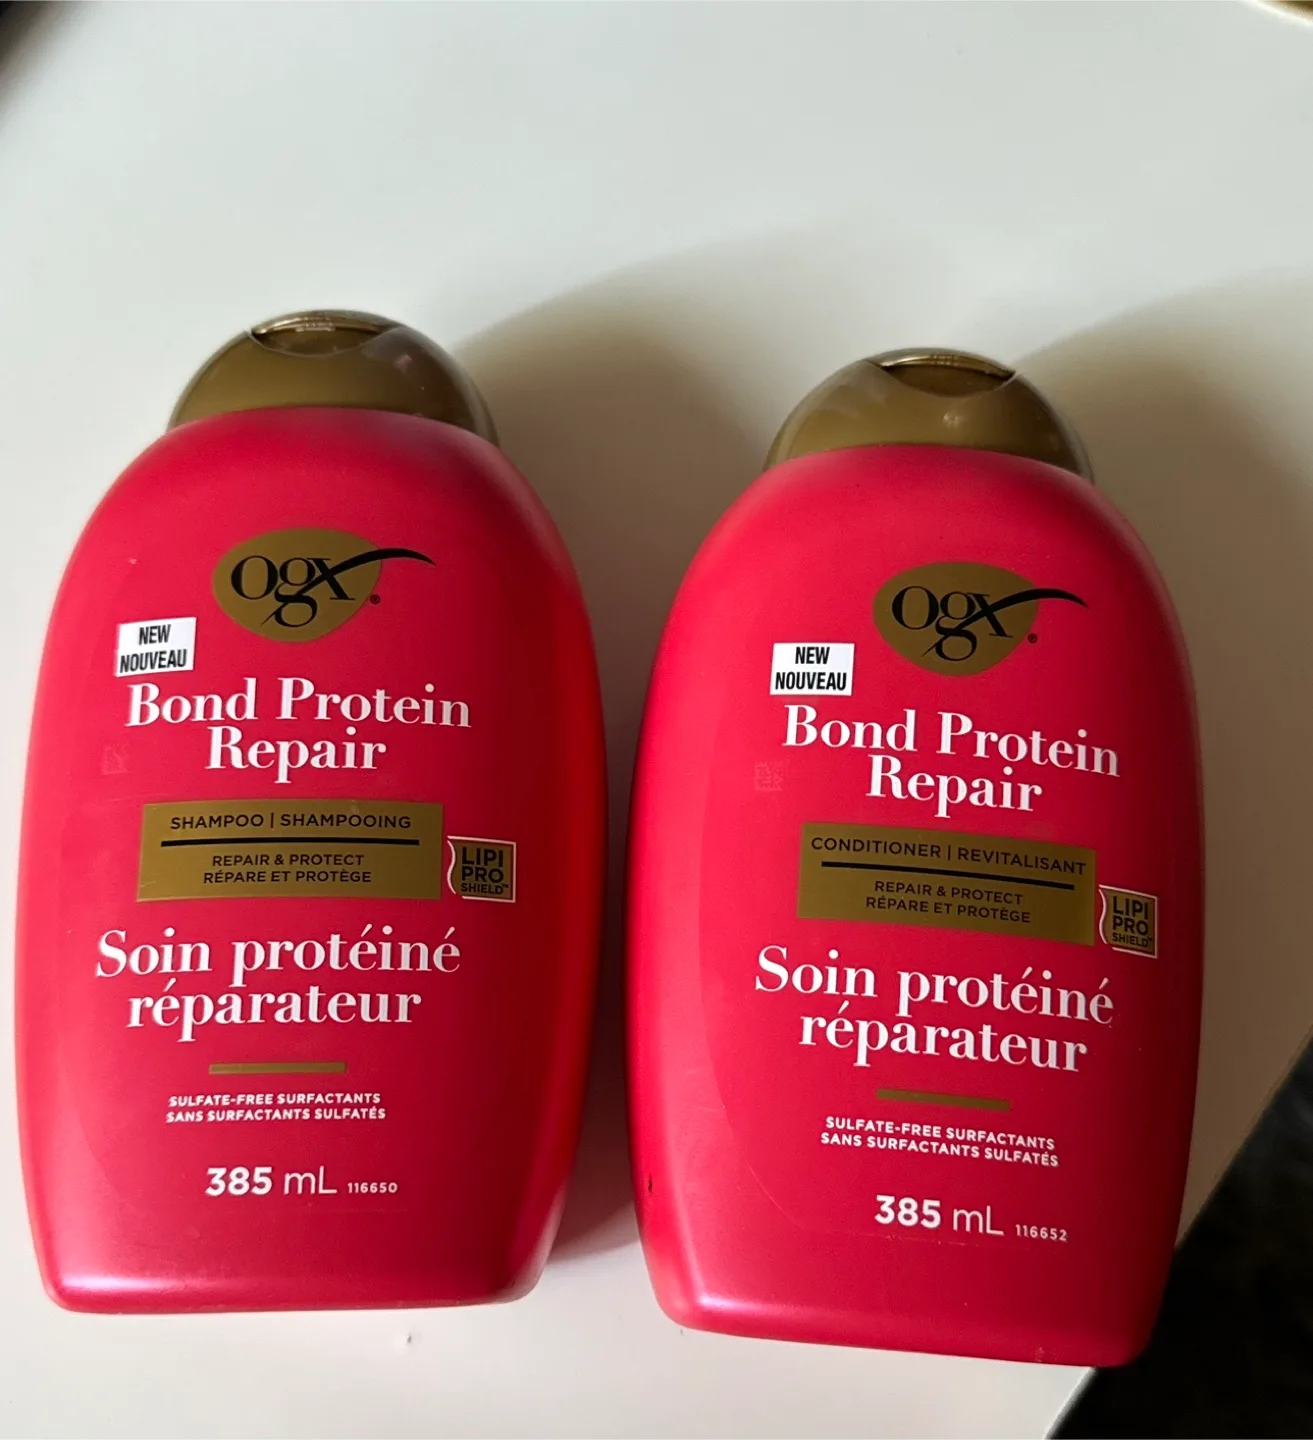 Ogx®
NEW
NOUVEAU
Bond Protein
Repair
SHAMPOO | SHAMPOOING
REPAIR & PROTECT
RÉPARE ET PROTÈGE
LIPI
PRO
SHIELD™
Soin protéiné
réparateur
SULFATE-FREE SURFACTANTS
SANS SURFACTANTS SULFATÉS
385 mL 116650
Ogx®
NEW
NOUVEAU
Bond Protein
Repair
CONDITIONER | REVITALISANT
REPAIR & PROTECT
RÉPARE ET PROTÈGE
LIPI
PRO
SHIELD™
Soin protéiné
réparateur
SULFATE-FREE SURFACTANTS
SANS SURFACTANTS SULFATÉS
385 mL 116652